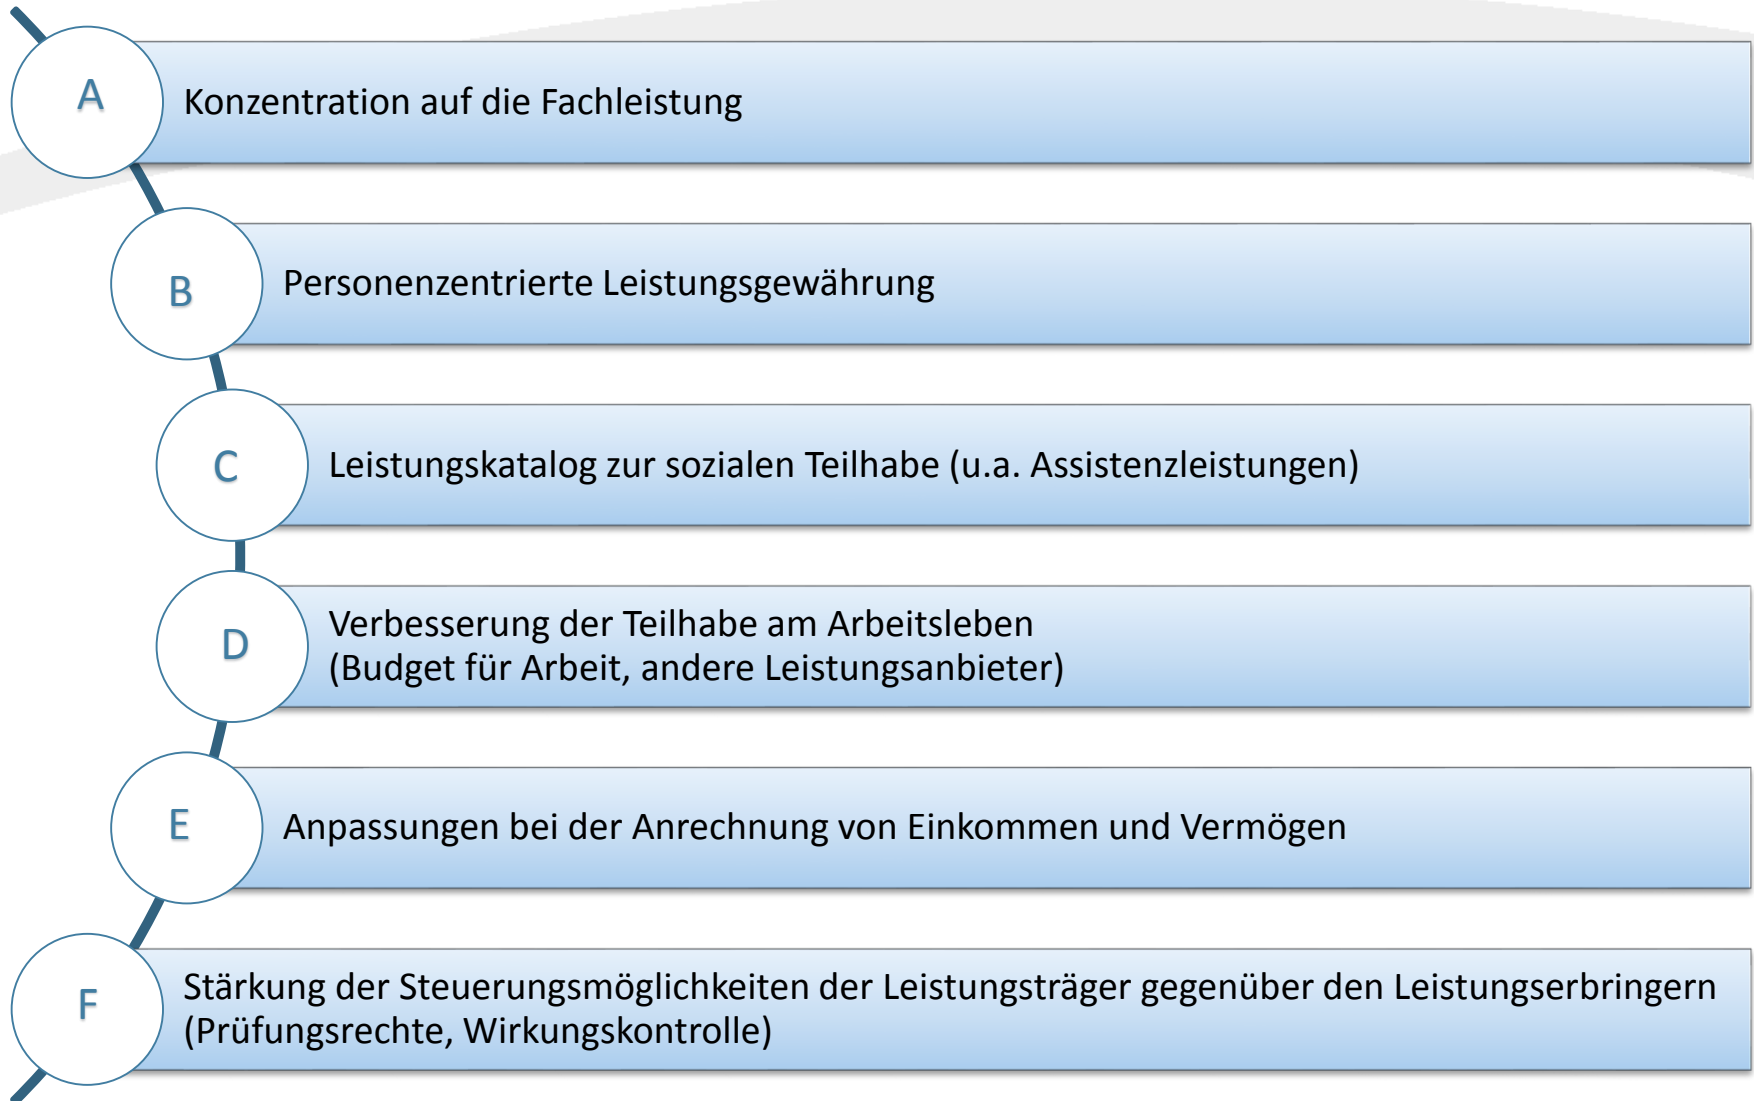 A
Konzentration auf die Fachleistung
B
Personenzentrierte Leistungsgewährung
C
Leistungskatalog zur sozialen Teilhabe (u.a. Assistenzleistungen)
D
Verbesserung der Teilhabe am Arbeitsleben
(Budget für Arbeit, andere Leistungsanbieter)
E
Anpassungen bei der Anrechnung von Einkommen und Vermögen
F
Stärkung der Steuerungsmöglichkeiten der Leistungsträger gegenüber den Leistungserbringern
(Prüfungsrechte, Wirkungskontrolle)